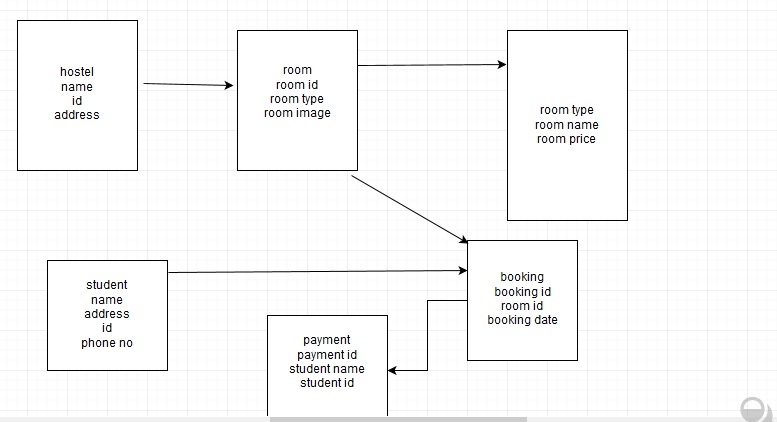 hostel
name
id
address
room
room id
room type
room image
room type
room name
room price
student
name
address
id
phone no
booking
booking id
room id
booking date
payment
payment id
student name
student id